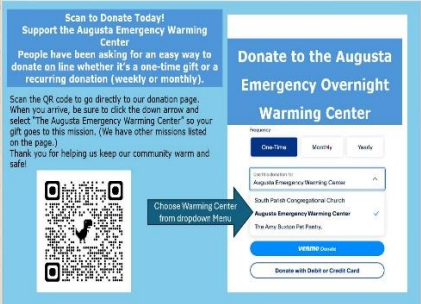 Scan to Donate Today!
Support the Augusta Emergency Warming
Center
People have been asking for an easy way to
donate on line whether it's a one-time gift or a
recurring donation (weekly or monthly).
Scan the QR code to go directly to our donation page.
When you arrive, be sure to click the down arrow and
select "The Augusta Emergency Warming Center" so your
gift goes to this mission. (We have other missions listed
on the page.)
Thank you for helping us keep our community warm and
safe!
Choose Warming Center
from dropdown Menu
Donate to the Augusta
Emergency Overnight
Warming Center
Frequency
One-Time
Monthly
Yearly
Use this donation for
Augusta Emergency Warming Center
South Parish Congregational Church
Augusta Emergency Warming Center
The Amy Buxton Pet Pantry
venmo Donate
Donate with Debit or Credit Card